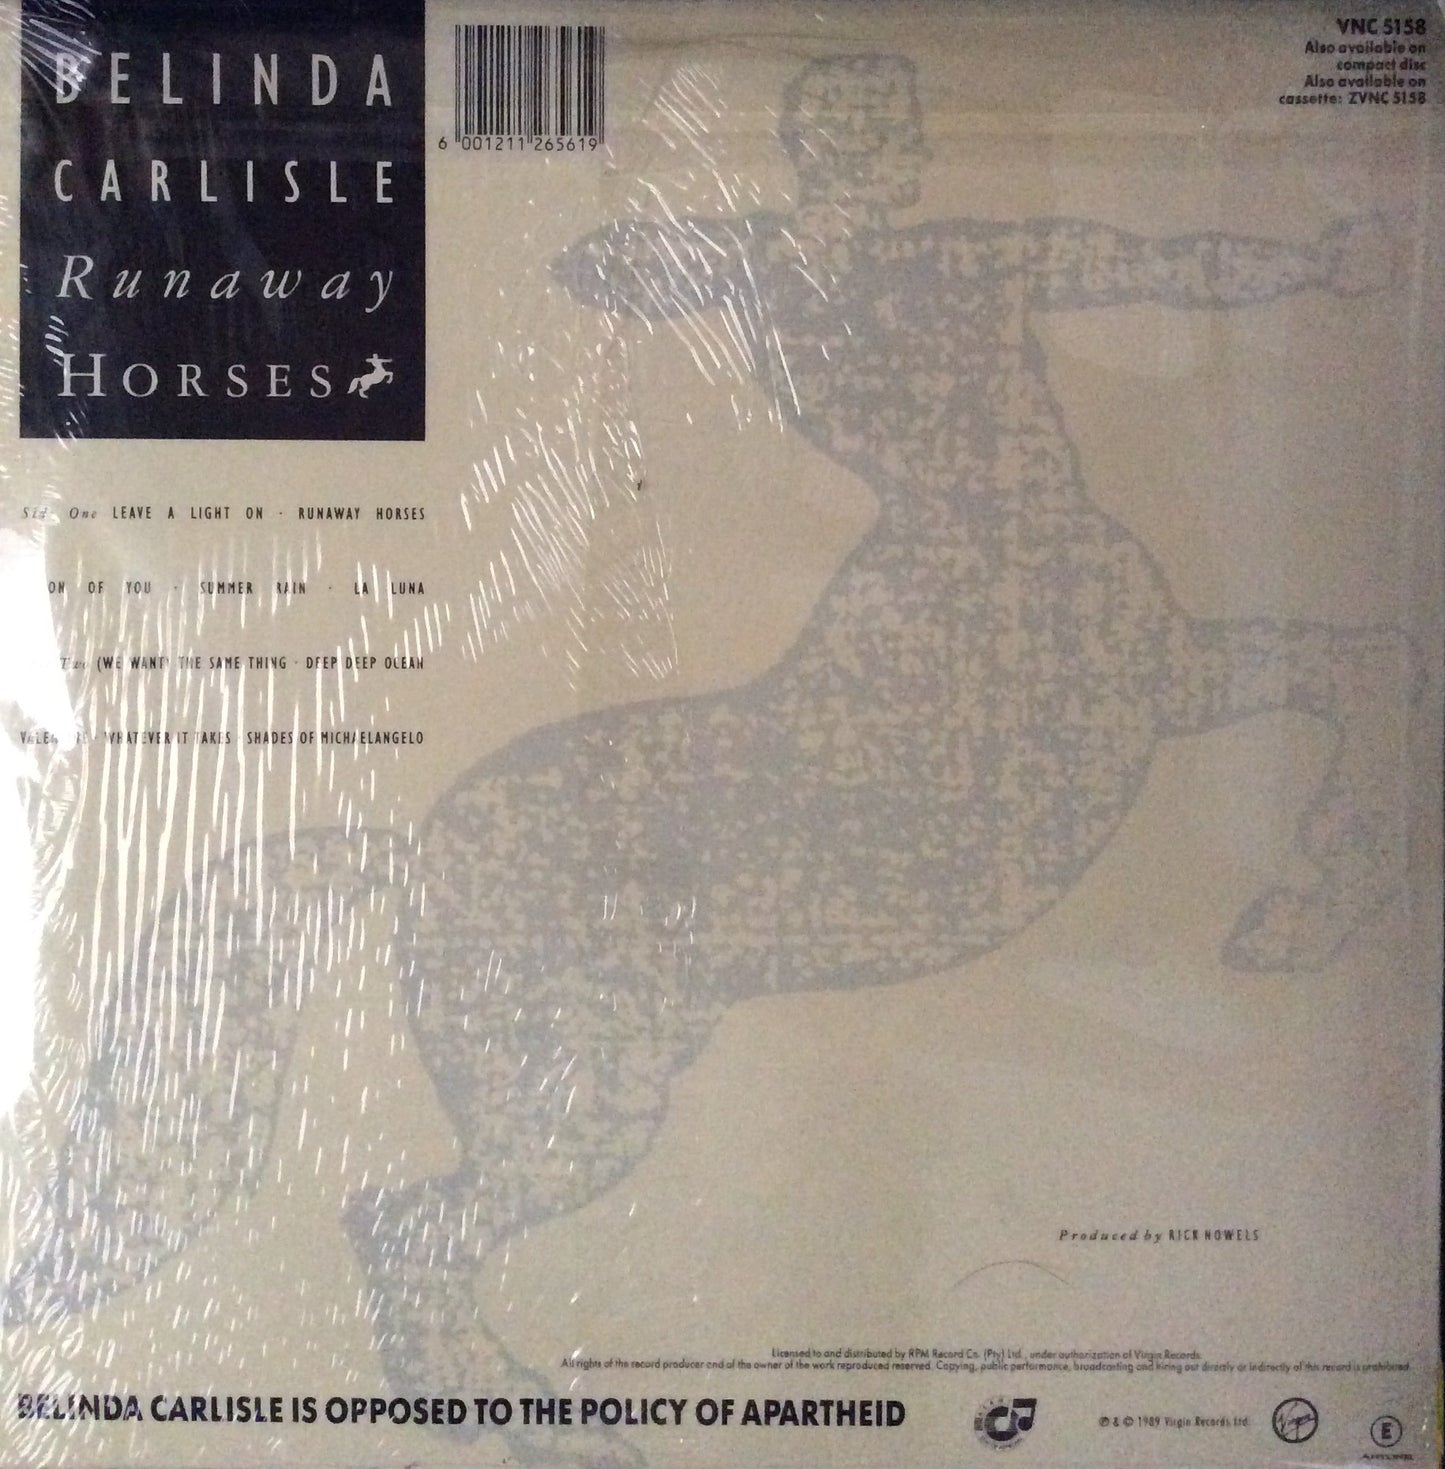 BELINDA
CARLISLE
Runaway
HORSES
6 001211 265619
VNC 5158
Also available on
compact disc
Also available on
cassette: ZVNC 5158
Side One LEAVE A LIGHT ON · RUNAWAY HORSES
OF YOU · SUMMER RAIN · LA LUNA
Two (WE WANT) THE SAME THING · DEEP DEEP OCEAN
VALENTINE · WHATEVER IT TAKES · SHADES OF MICHAELANGELO
Produced by RICK NOWELS
Licensed to and distributed by RPM Record Co. (Pty) Ltd., under authorization of Virgin Records.
All rights of the record producer and of the owner of the work reproduced reserved. Copying, public performance, broadcasting and hiring out directly or indirectly of this record is prohibited.
BELINDA CARLISLE IS OPPOSED TO THE POLICY OF APARTHEID
℗ & © 1989 Virgin Records Ltd.
Virgin
E